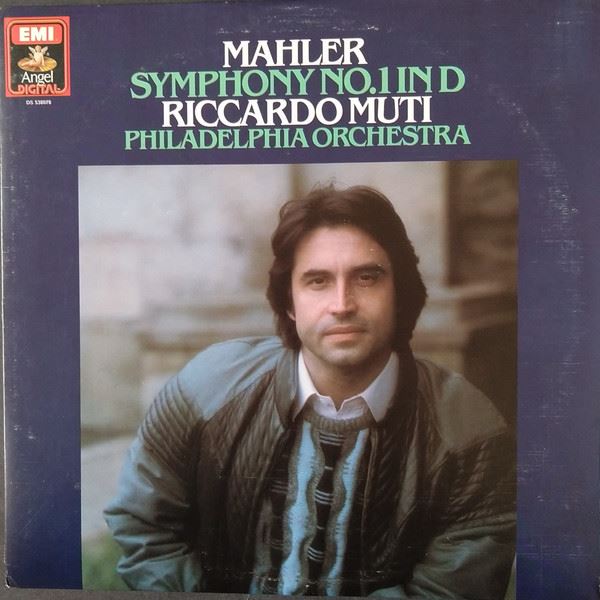 EMI
Angel
DIGITAL
MAHLER
SYMPHONY NO.1 IN D
RICCARDO MUTI
PHILADELPHIA ORCHESTRA